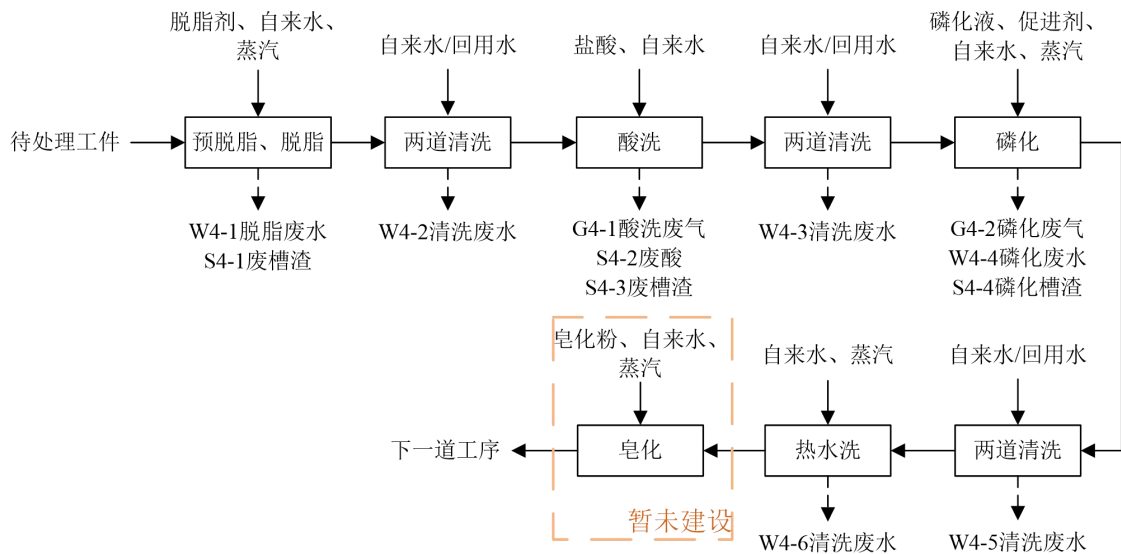 脱脂剂、自来水、
蒸汽
自来水/回用水
盐酸、自来水
自来水/回用水
磷化液、促进剂、
自来水、蒸汽
待处理工件
预脱脂、脱脂
两道清洗
酸洗
两道清洗
磷化
W4-1脱脂废水
S4-1废槽渣
W4-2清洗废水
G4-1酸洗废气
S4-2废酸
S4-3废槽渣
W4-3清洗废水
G4-2磷化废气
W4-4磷化废水
S4-4磷化槽渣
皂化粉、自来水、
蒸汽
自来水、蒸汽
自来水/回用水
下一道工序
皂化
热水洗
两道清洗
暂未建设
W4-6清洗废水
W4-5清洗废水